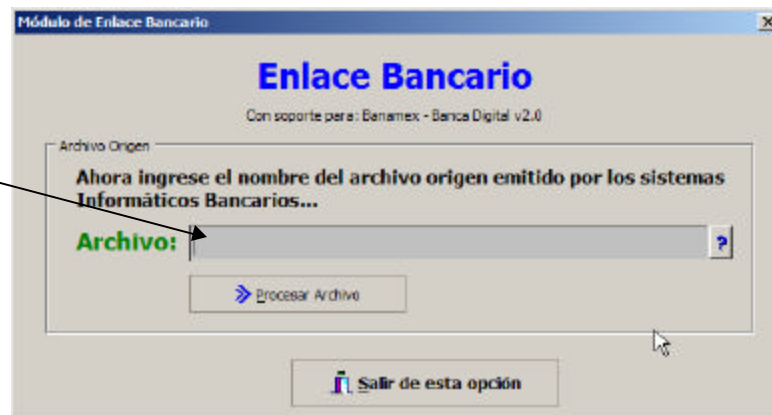 Módulo de Enlace Bancario
Enlace Bancario
Con soporte para: Banamex - Banca Digital v2.0
Archivo Origen
Ahora ingrese el nombre del archivo origen emitido por los sistemas
Informáticos Bancarios...
Archivo:
?
Procesar Archivo
Salir de esta opción